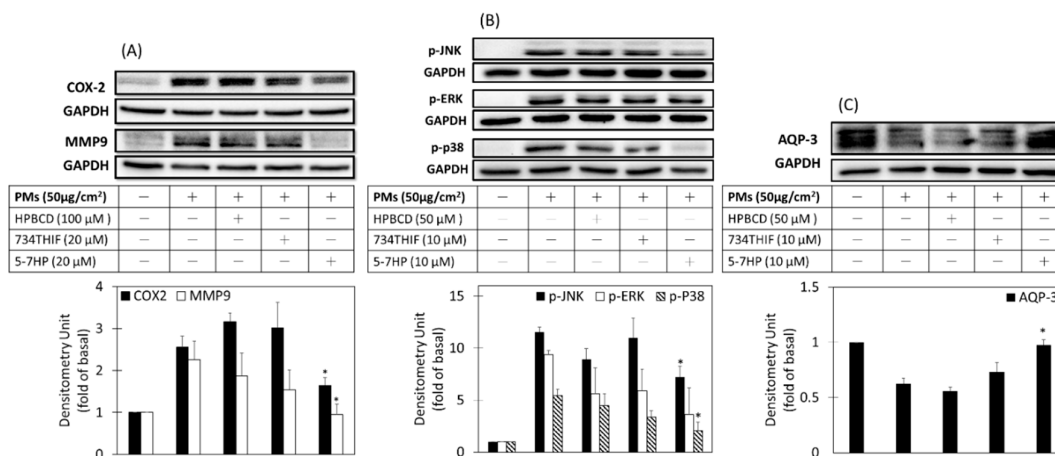 (A)
COX-2
GAPDH
MMP9
GAPDH
PMs (50μg/cm²) — + + + +
HPBCD (100 μM ) — — + — —
734THIF (20 μM) — — — + —
5-7HP (20 μM) — — — — +
COX2 MMP9
Densitometry Unit
(fold of basal)
4
3
2
1
0
* *
(B)
p-JNK
GAPDH
p-ERK
GAPDH
p-p38
GAPDH
PMs (50μg/cm²) — + + + +
HPBCD (50 μM ) — — + — —
734THIF (10 μM) — — — + —
5-7HP (10 μM) — — — — +
p-JNK p-ERK p-P38
Densitometry Unit
(fold of basal)
15
10
5
0
* *
(C)
AQP-3
GAPDH
PMs (50μg/cm²) — + + + +
HPBCD (50 μM ) — — + — —
734THIF (10 μM) — — — + —
5-7HP (10 μM) — — — — +
AQP-3
Densitometry Unit
(fold of basal)
1.5
1
0.5
0
*